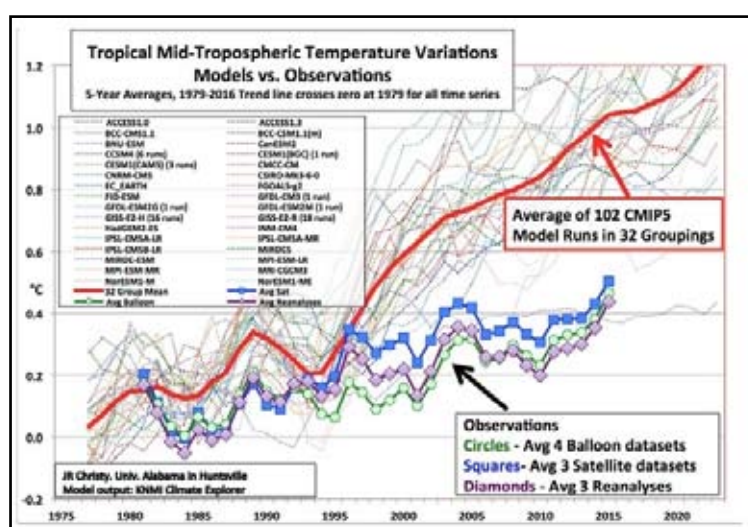 Tropical Mid-Tropospheric Temperature Variations
Models vs. Observations
5-Year Averages, 1979-2016 Trend line crosses zero at 1979 for all time series
1.2
1.0
0.8
0.6
°C
0.4
0.2
0.0
-0.2
ACCESS1.0 ACCESS1.3
BCC-CMS1.1 BCC-CSM1.1(m)
BNU-ESM CanESM2
CCSM4 (6 runs) CESM1(BGC) (1 run)
CESM1(CAM5) (3 runs) CMCC-CM
CNRM-CM5 CSIRO-Mk3-6-0
EC_EARTH FGOALS-g2
FIO-ESM GFDL-CM3 (5 run)
GFDL-ESM2G (1 run) GFDL-ESM2M (1 run)
GISS-E2-H (16 runs) GISS-E2-R (18 runs)
HadGEM2-ES INM-CM4
IPSL-CM5A-LR IPSL-CM5A-MR
IPSL-CM5B-LR MIROC5
MIROC-ESM MPI-ESM-LR
MPI-ESM-MR MRI-CGCM3
NorESM1-M NorESM1-ME
32 Group Mean Avg Sat
Avg Balloon Avg Reanalyses
Average of 102 CMIP5
Model Runs in 32 Groupings
Observations
Circles - Avg 4 Balloon datasets
Squares- Avg 3 Satellite datasets
Diamonds - Avg 3 Reanalyses
JR Christy, Univ. Alabama in Huntsville
Model output: KNMI Climate Explorer
1975 1980 1985 1990 1995 2000 2005 2010 2015 2020